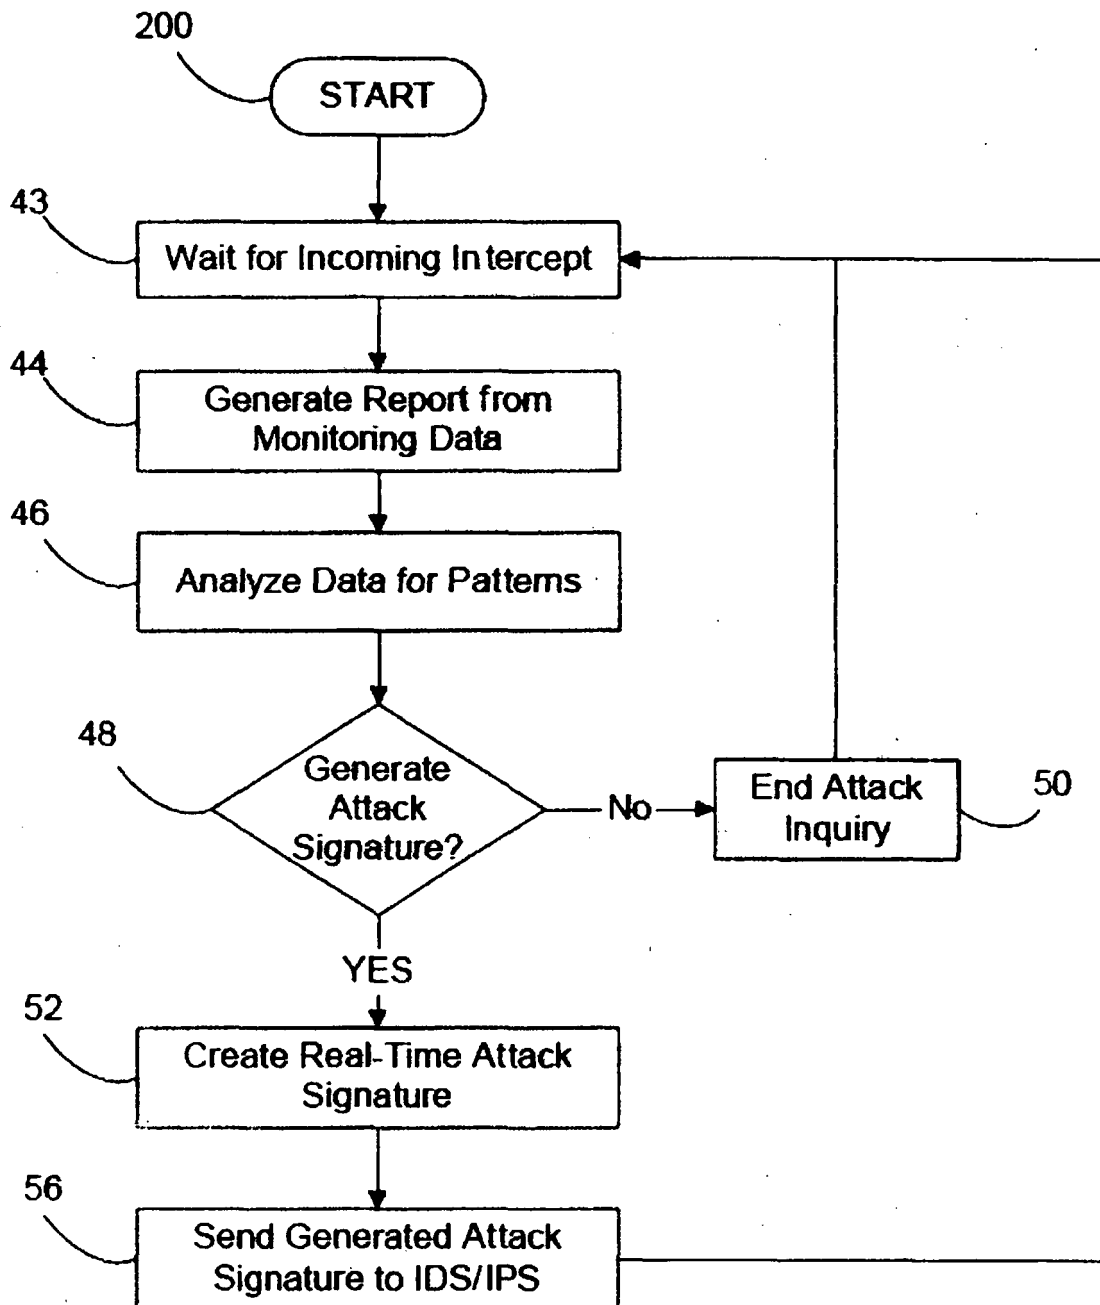 200
START
43
Wait for Incoming Intercept
44
Generate Report from
Monitoring Data
46
Analyze Data for Patterns
48
Generate
Attack
Signature?
No
End Attack
Inquiry
50
YES
52
Create Real-Time Attack
Signature
56
Send Generated Attack
Signature to IDS/IPS